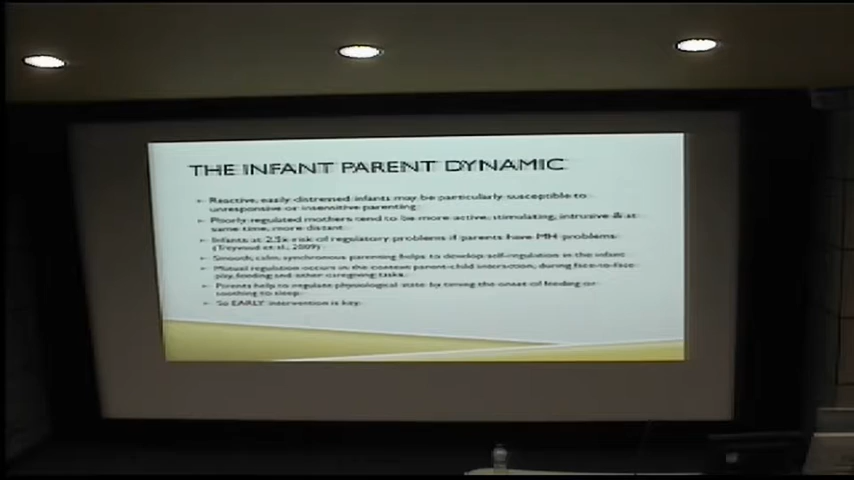 THE INFANT PARENT DYNAMIC
Reactive, easily distressed infants may be particularly susceptible to
unresponsive or insensitive parenting
Poorly regulated mothers tend to be more active, stimulating, intrusive & at
same time, more distant
Infants at 2.5x risk of regulatory problems if parents have MH problems
et al., 2009)
Smooth, calm, synchronous parenting helps to develop self-regulation in the infant
Mutual regulation occurs in the context parent-child interaction, during face-to-face
play, feeding and other caregiving tasks
Parents help to regulate physiological state by timing the onset of feeding or
soothing to sleep
So EARLY intervention is key